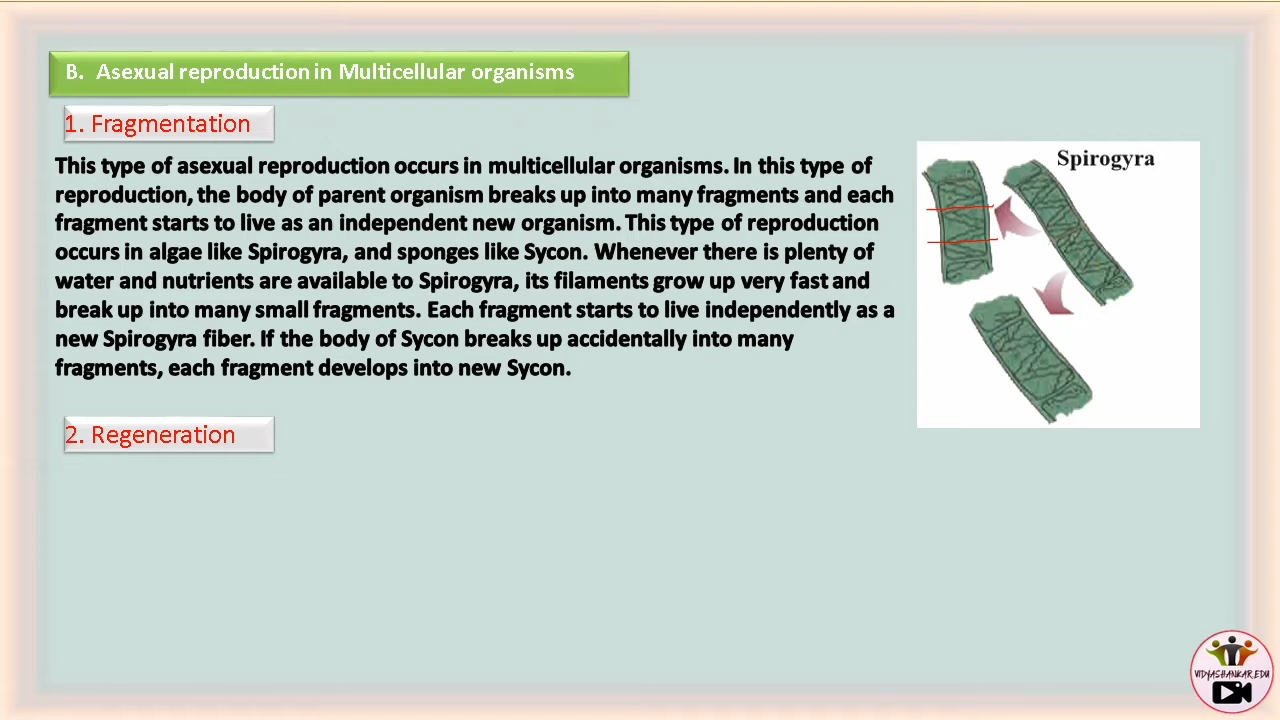 B. Asexual reproduction in Multicellular organisms
1. Fragmentation
This type of asexual reproduction occurs in multicellular organisms. In this type of
reproduction, the body of parent organism breaks up into many fragments and each
fragment starts to live as an independent new organism. This type of reproduction
occurs in algae like Spirogyra, and sponges like Sycon. Whenever there is plenty of
water and nutrients are available to Spirogyra, its filaments grow up very fast and
break up into many small fragments. Each fragment starts to live independently as a
new Spirogyra fiber. If the body of Sycon breaks up accidentally into many
fragments, each fragment develops into new Sycon.
Spirogyra
2. Regeneration
VIDYASHANKAR.EDU